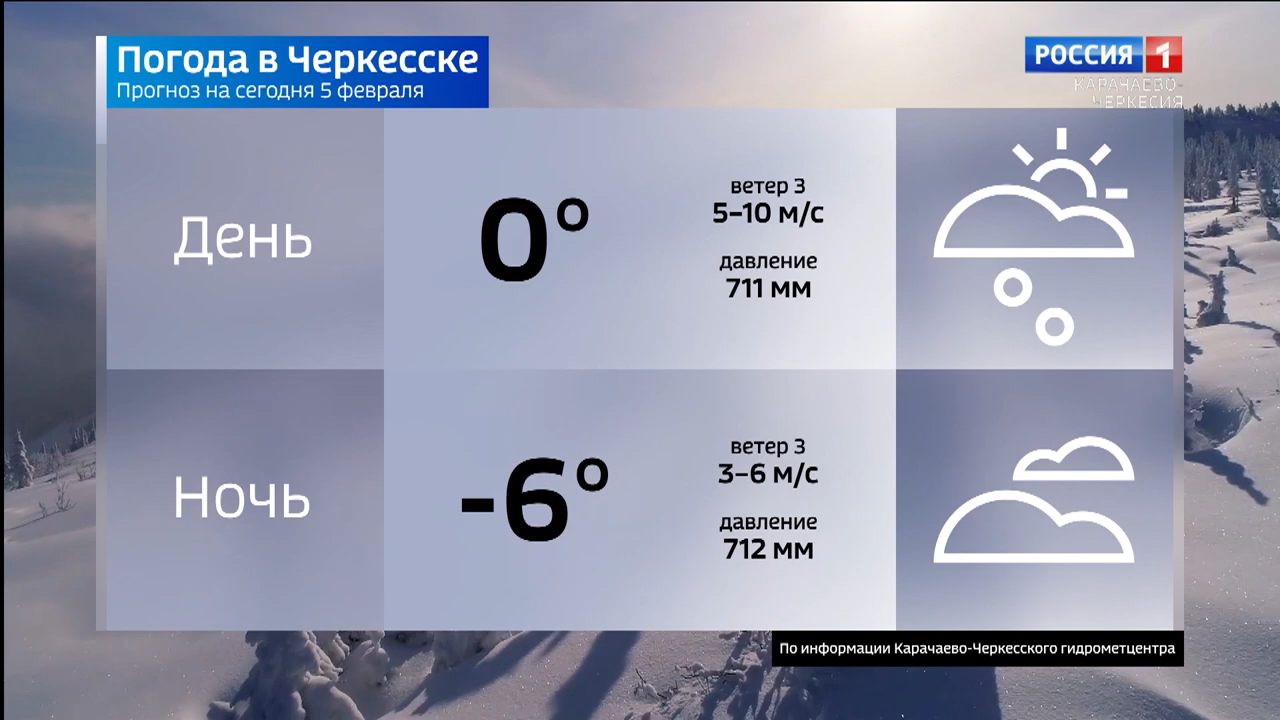 Погода в Черкесске
Прогноз на сегодня 5 февраля
РОССИЯ 1
КАРАЧАЕВО-
ЧЕРКЕСИЯ
День
0°
ветер З
5–10 м/с
давление
711 мм
Ночь
-6°
ветер З
3–6 м/с
давление
712 мм
По информации Карачаево-Черкесского гидрометцентра